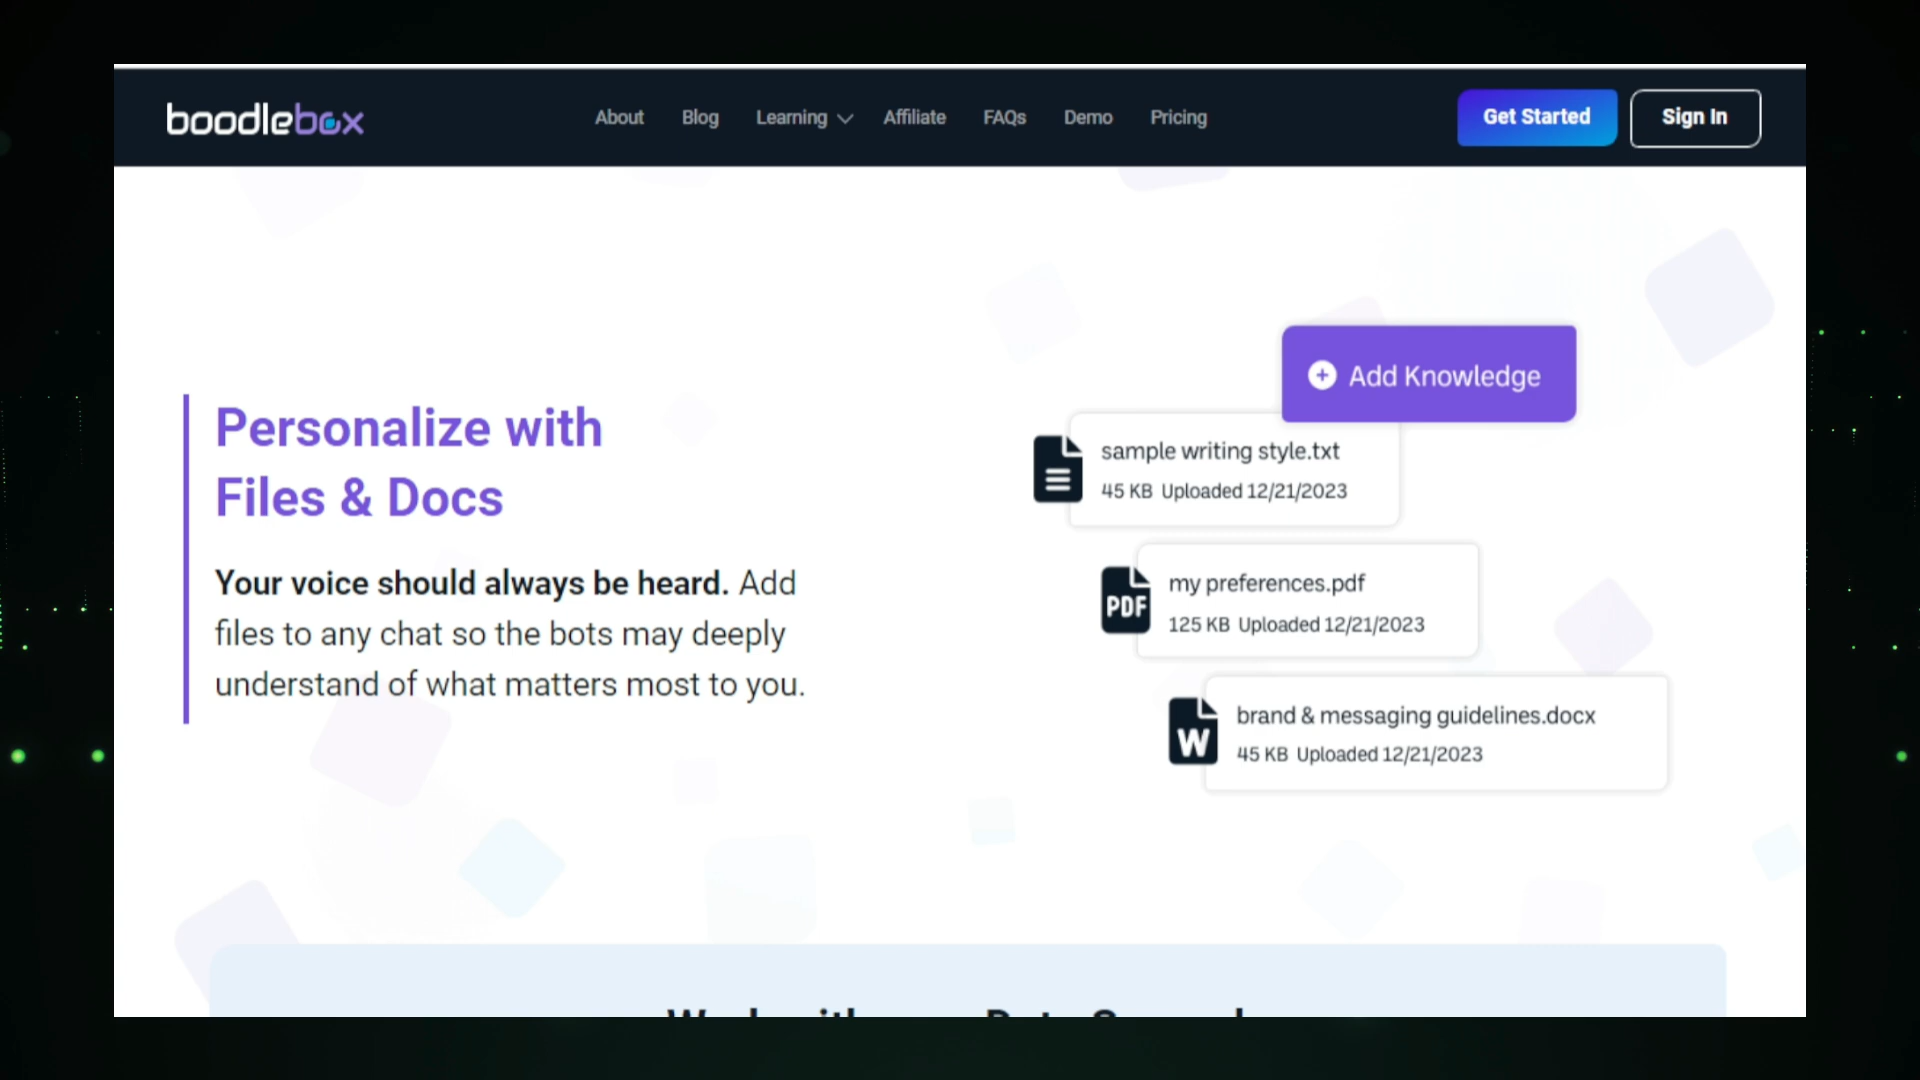 boodlebox
About Blog Learning Affiliate FAQs Demo Pricing
Get Started
Sign In
Personalize with
Files & Docs
Your voice should always be heard. Add
files to any chat so the bots may deeply
understand of what matters most to you.
Add Knowledge
sample writing style.txt
45 KB Uploaded 12/21/2023
PDF
my preferences.pdf
125 KB Uploaded 12/21/2023
W
brand & messaging guidelines.docx
45 KB Uploaded 12/21/2023